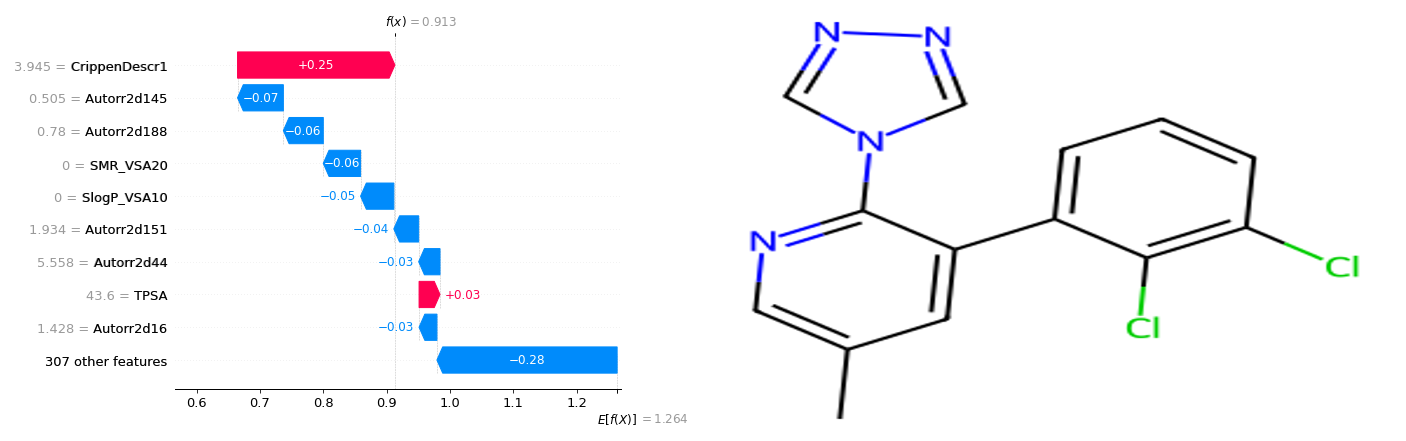 f(x) = 0.913
3.945 = CrippenDescr1
+0.25
0.505 = Autorr2d145
−0.07
0.78 = Autorr2d188
−0.06
0 = SMR_VSA20
−0.06
0 = SlogP_VSA10
−0.05
1.934 = Autorr2d151
−0.04
5.558 = Autorr2d44
−0.03
43.6 = TPSA
+0.03
1.428 = Autorr2d16
−0.03
307 other features
−0.28
0.6 0.7 0.8 0.9 1.0 1.1 1.2
E[f(X)] = 1.264
N N
N
N
Cl
Cl